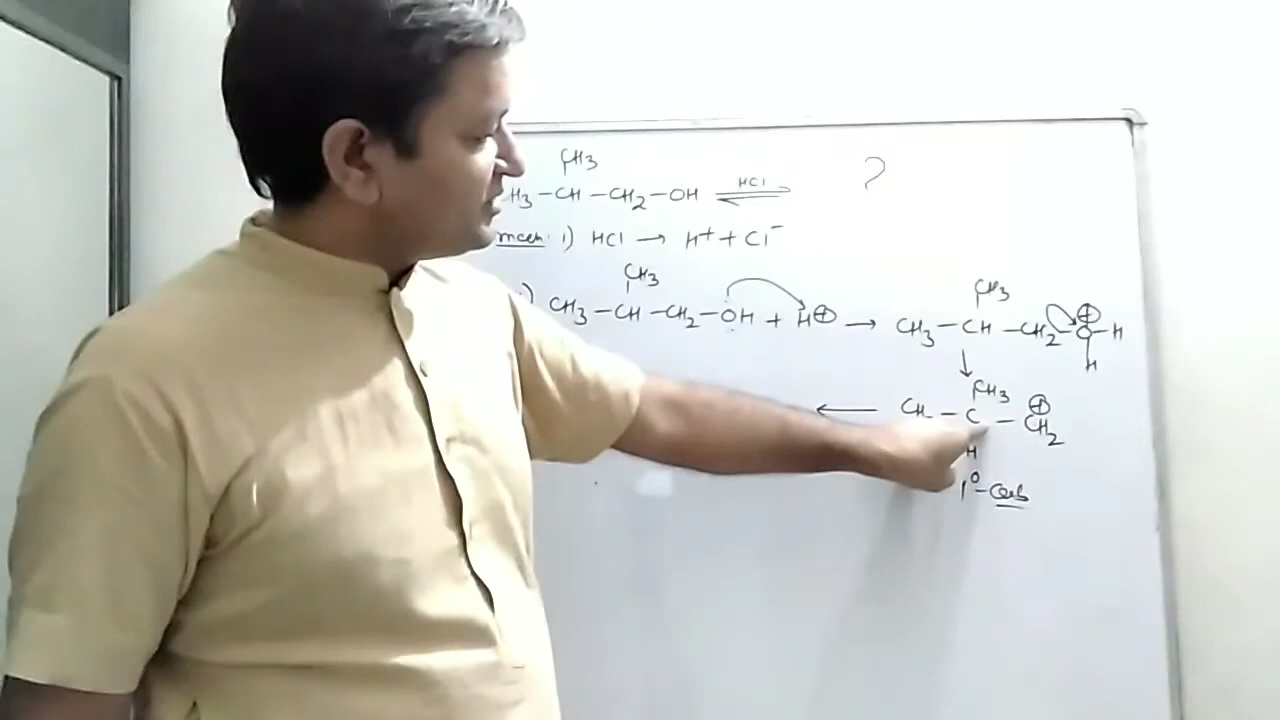 CH3
H3-CH-CH2-OH HCl ⇌ ?
mech. 1) HCl → H+ + Cl-
CH3
) CH3-CH-CH2-OH + H⊕ →
CH3
CH3-CH-CH2-O⊕-H
H
↓
CH3
← CH - C - CH2⊕
H
1°-Carb